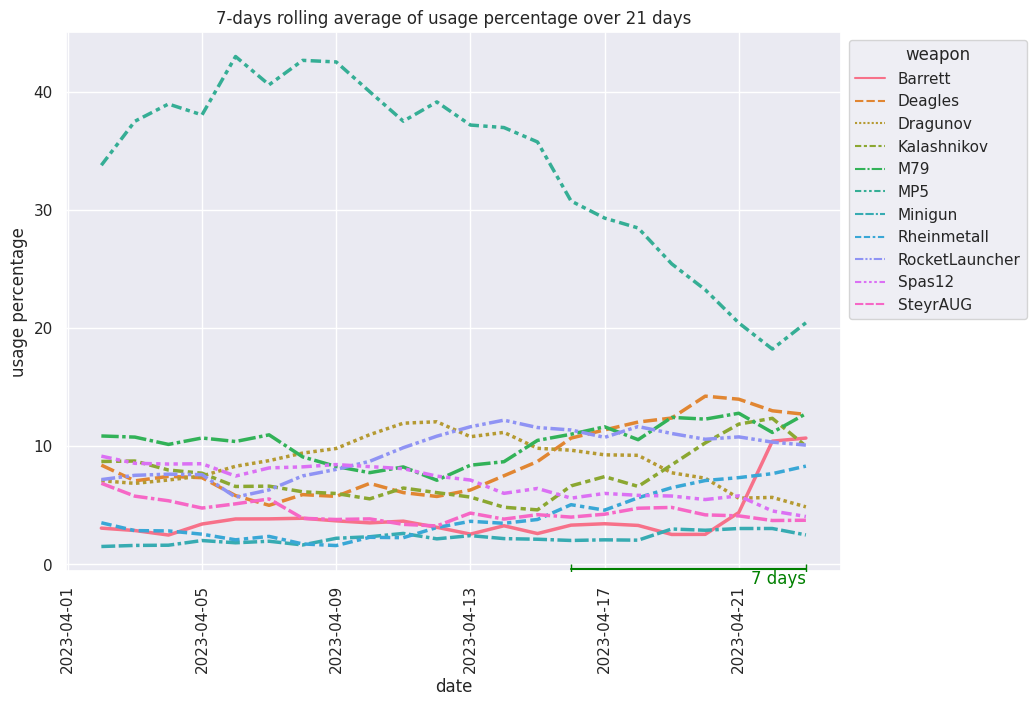 7-days rolling average of usage percentage over 21 days
usage percentage
40
30
20
10
0
2023-04-01
2023-04-05
2023-04-09
2023-04-13
2023-04-17
2023-04-21
date
7 days
weapon
Barrett
Deagles
Dragunov
Kalashnikov
M79
MP5
Minigun
Rheinmetall
RocketLauncher
Spas12
SteyrAUG